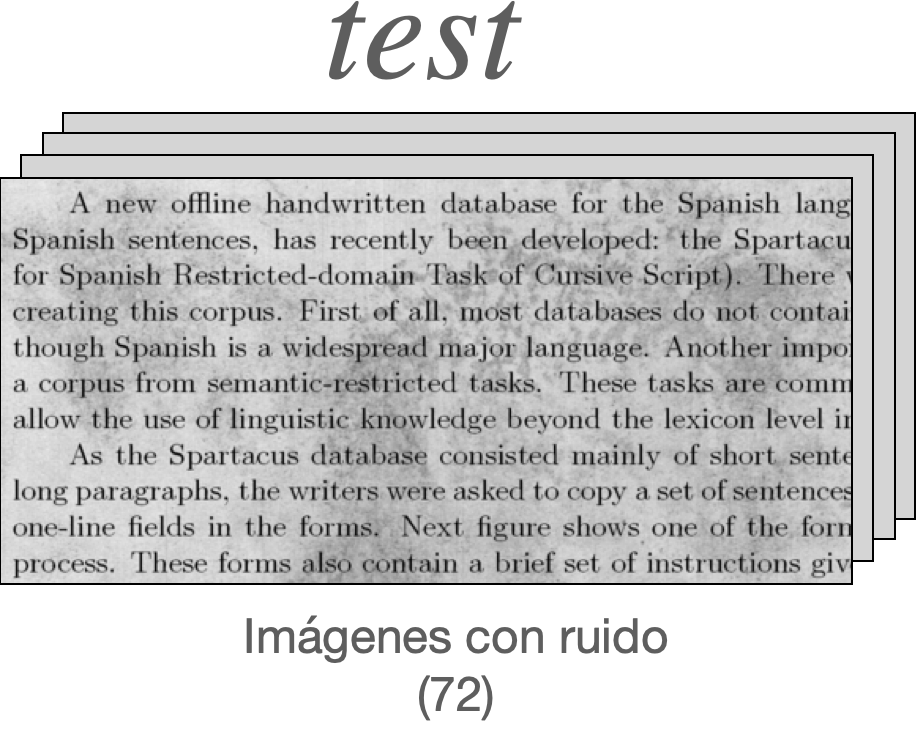 test
A new offline handwritten database for the Spanish lang
Spanish sentences, has recently been developed: the Spartacu
for Spanish Restricted-domain Task of Cursive Script). There
creating this corpus. First of all, most databases do not contai
though Spanish is a widespread major language. Another impo
a corpus from semantic-restricted tasks. These tasks are comm
allow the use of linguistic knowledge beyond the lexicon level in
As the Spartacus database consisted mainly of short sente
long paragraphs, the writers were asked to copy a set of sentences
one-line fields in the forms. Next figure shows one of the form
process. These forms also contain a brief set of instructions giv
Imágenes con ruido
(72)